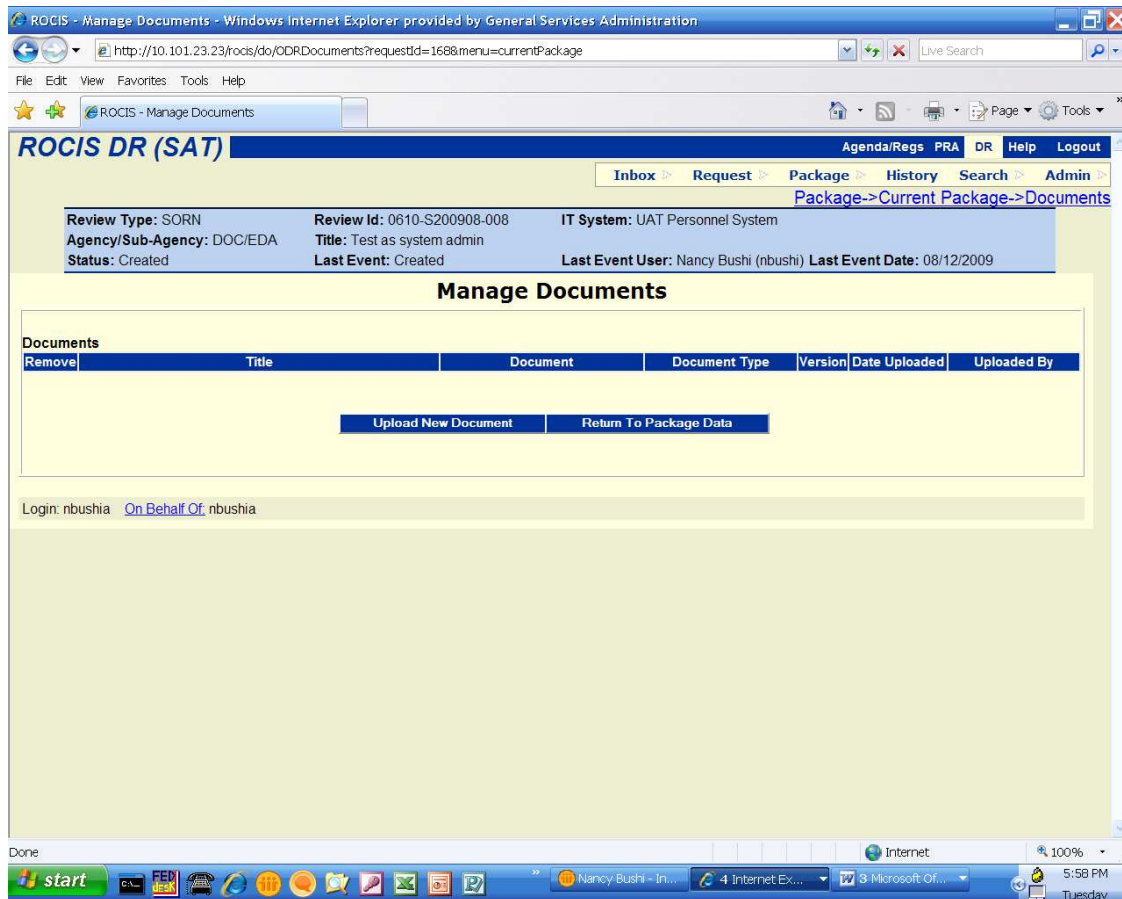 ROCIS - Manage Documents - Windows Internet Explorer provided by General Services Administration
http://10.101.23.23/rocis/do/ODRDocuments?requestId=168&menu=currentPackage
Live Search
File Edit View Favorites Tools Help
ROCIS - Manage Documents
Page Tools »
ROCIS DR (SAT)
Agenda/Regs PRA DR Help Logout
Inbox Request Package History Search Admin
Package->Current Package->Documents
Review Type: SORN Review Id: 0610-S200908-008 IT System: UAT Personnel System
Agency/Sub-Agency: DOC/EDA Title: Test as system admin
Status: Created Last Event: Created Last Event User: Nancy Bushi (nbushi) Last Event Date: 08/12/2009
Manage Documents
Documents
Remove Title Document Document Type Version Date Uploaded Uploaded By
Upload New Document Return To Package Data
Login: nbushia On Behalf Of: nbushia
Done Internet 100%
start FED desk » Nancy Bushi - In... 4 Internet Ex... 3 Microsoft Of... 5:58 PM
Tuesday